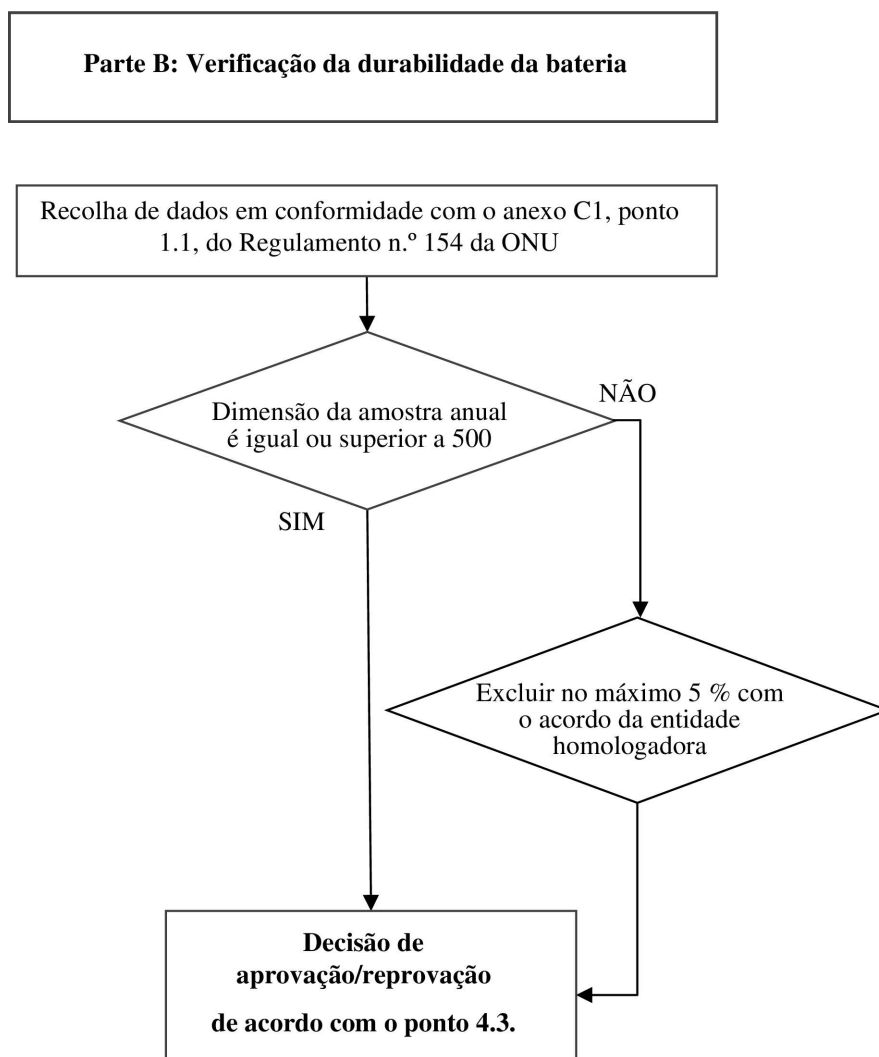 Parte B: Verificação da durabilidade da bateria
Recolha de dados em conformidade com o anexo C1, ponto
1.1, do Regulamento n.º 154 da ONU
NÃO
Dimensão da amostra anual
é igual ou superior a 500
SIM
Excluir no máximo 5 % com
o acordo da entidade
homologadora
Decisão de
aprovação/reprovação
de acordo com o ponto 4.3.